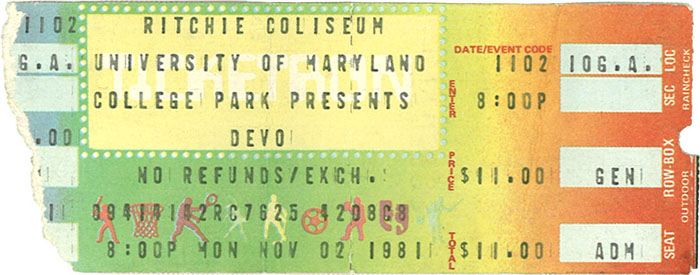 1102
G.A.
.00
RITCHIE COLISEUM
UNIVERSITY OF MARYLAND
COLLEGE PARK PRESENTS
DEVO
NO REFUNDS/EXCH.
8:00P MON NOV 02 1981
DATE/EVENT CODE
1102
ENTER
8:00P
PRICE
$11.00
TOTAL
$11.00
10G.A.
GEN
ADM
SEC LOC
ROW-BOX
SEAT
RAINCHECK
OUTDOOR